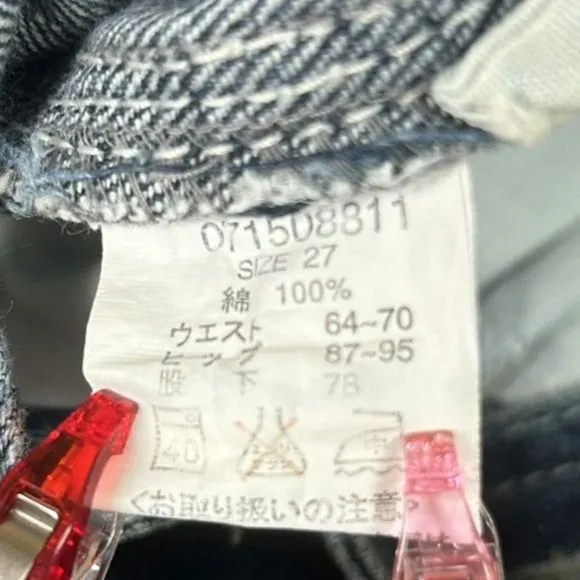 071508811
SIZE 27
綿 100%
ウエスト 64~70
ヒップ 87~95
股下 78
40
<お取り扱いの注意>